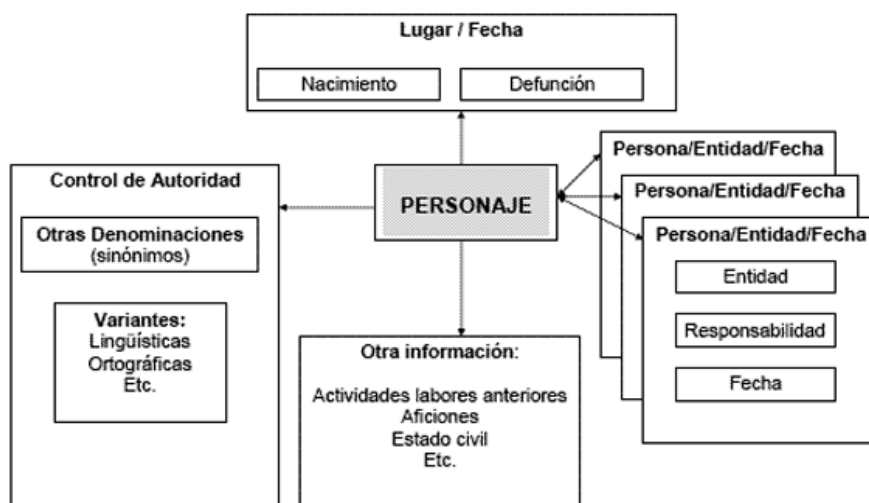 Lugar / Fecha
Nacimiento
Defunción
Control de Autoridad
Otras Denominaciones
(sinónimos)
Variantes:
Lingüísticas
Ortográficas
Etc.
PERSONAJE
Persona/Entidad/Fecha
Persona/Entidad/Fecha
Persona/Entidad/Fecha
Entidad
Responsabilidad
Fecha
Otra información:
Actividades labores anteriores
Aficiones
Estado civil
Etc.